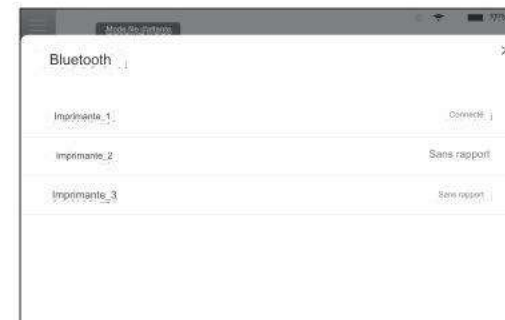 Bluetooth
Imprimante_1 Connecté
Imprimante_2 Sans rapport
Imprimante_3 Sans rapport